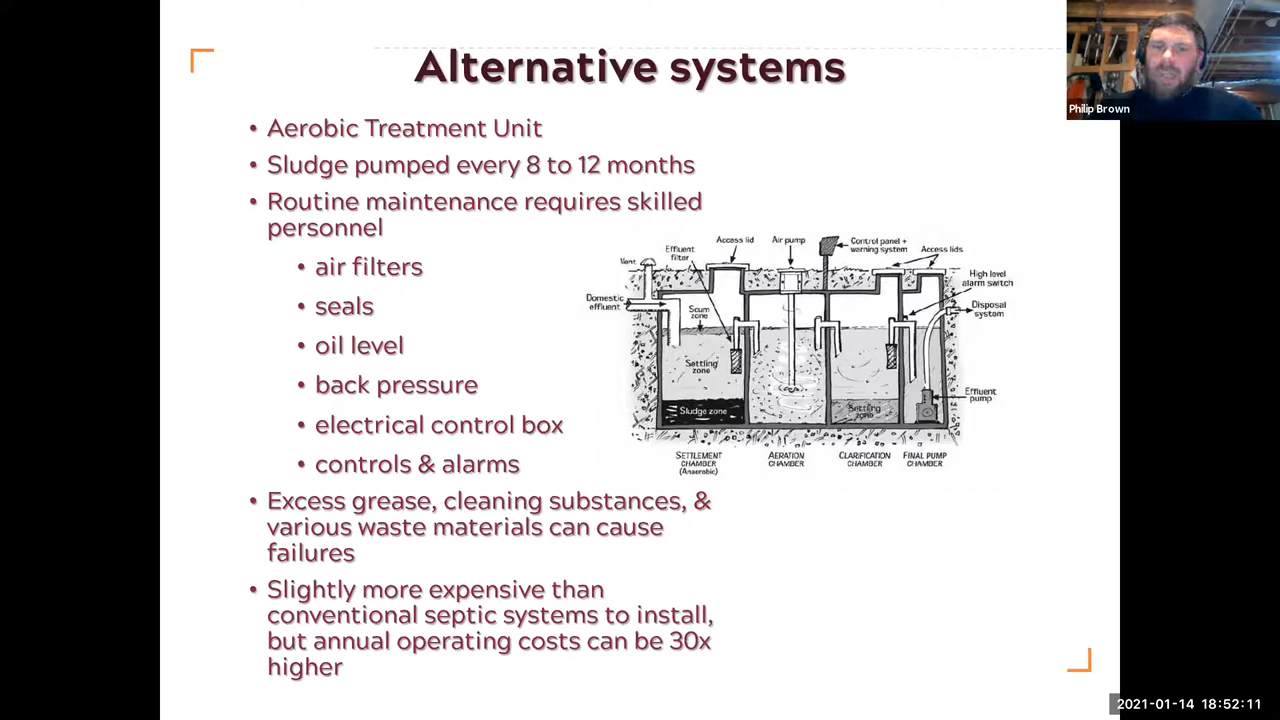 Alternative systems
Philip Brown
• Aerobic Treatment Unit
• Sludge pumped every 8 to 12 months
• Routine maintenance requires skilled
personnel
• air filters
• seals
• oil level
• back pressure
• electrical control box
• controls & alarms
• Excess grease, cleaning substances, &
various waste materials can cause
failures
• Slightly more expensive than
conventional septic systems to install,
but annual operating costs can be 30x
higher
Vent
Effluent
filter
Access lid
Air pump
Control panel +
warning system
Access lids
High level
alarm switch
Domestic
effluent
Disposal
system
Scum
zone
Settling
zone
Sludge zone
Settling
zone
Effluent
pump
SETTLEMENT
CHAMBER
(Anaerobic)
AERATION
CHAMBER
CLARIFICATION
CHAMBER
FINAL PUMP
CHAMBER
2021-01-14 18:52:11